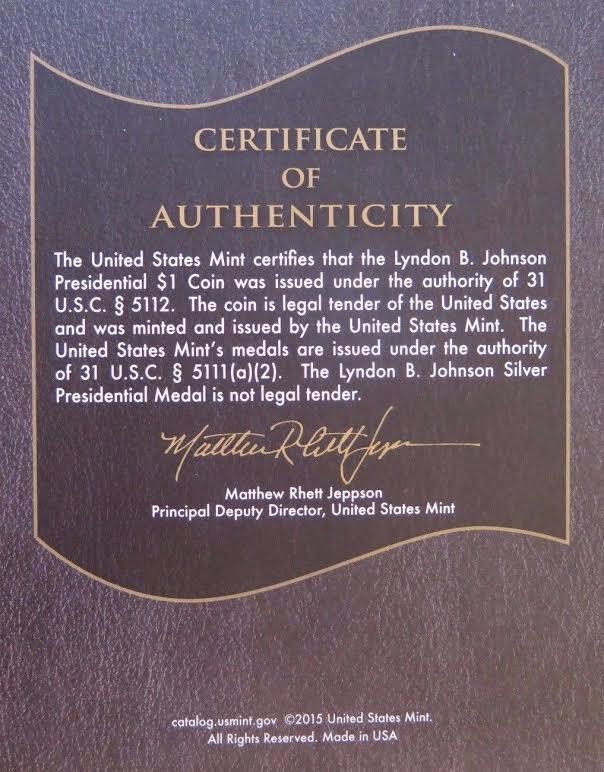 CERTIFICATE
OF
AUTHENTICITY
The United States Mint certifies that the Lyndon B. Johnson
Presidential $1 Coin was issued under the authority of 31
U.S.C. § 5112. The coin is legal tender of the United States
and was minted and issued by the United States Mint. The
United States Mint’s medals are issued under the authority
of 31 U.S.C. § 5111(a)(2). The Lyndon B. Johnson Silver
Presidential Medal is not legal tender.
Matthew Rhett Jeppson
Matthew Rhett Jeppson
Principal Deputy Director, United States Mint
catalog.usmint.gov ©2015 United States Mint.
All Rights Reserved. Made in USA